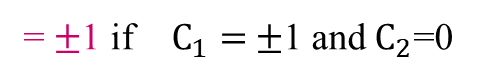 = ±1 if C₁ = ±1 and C₂=0